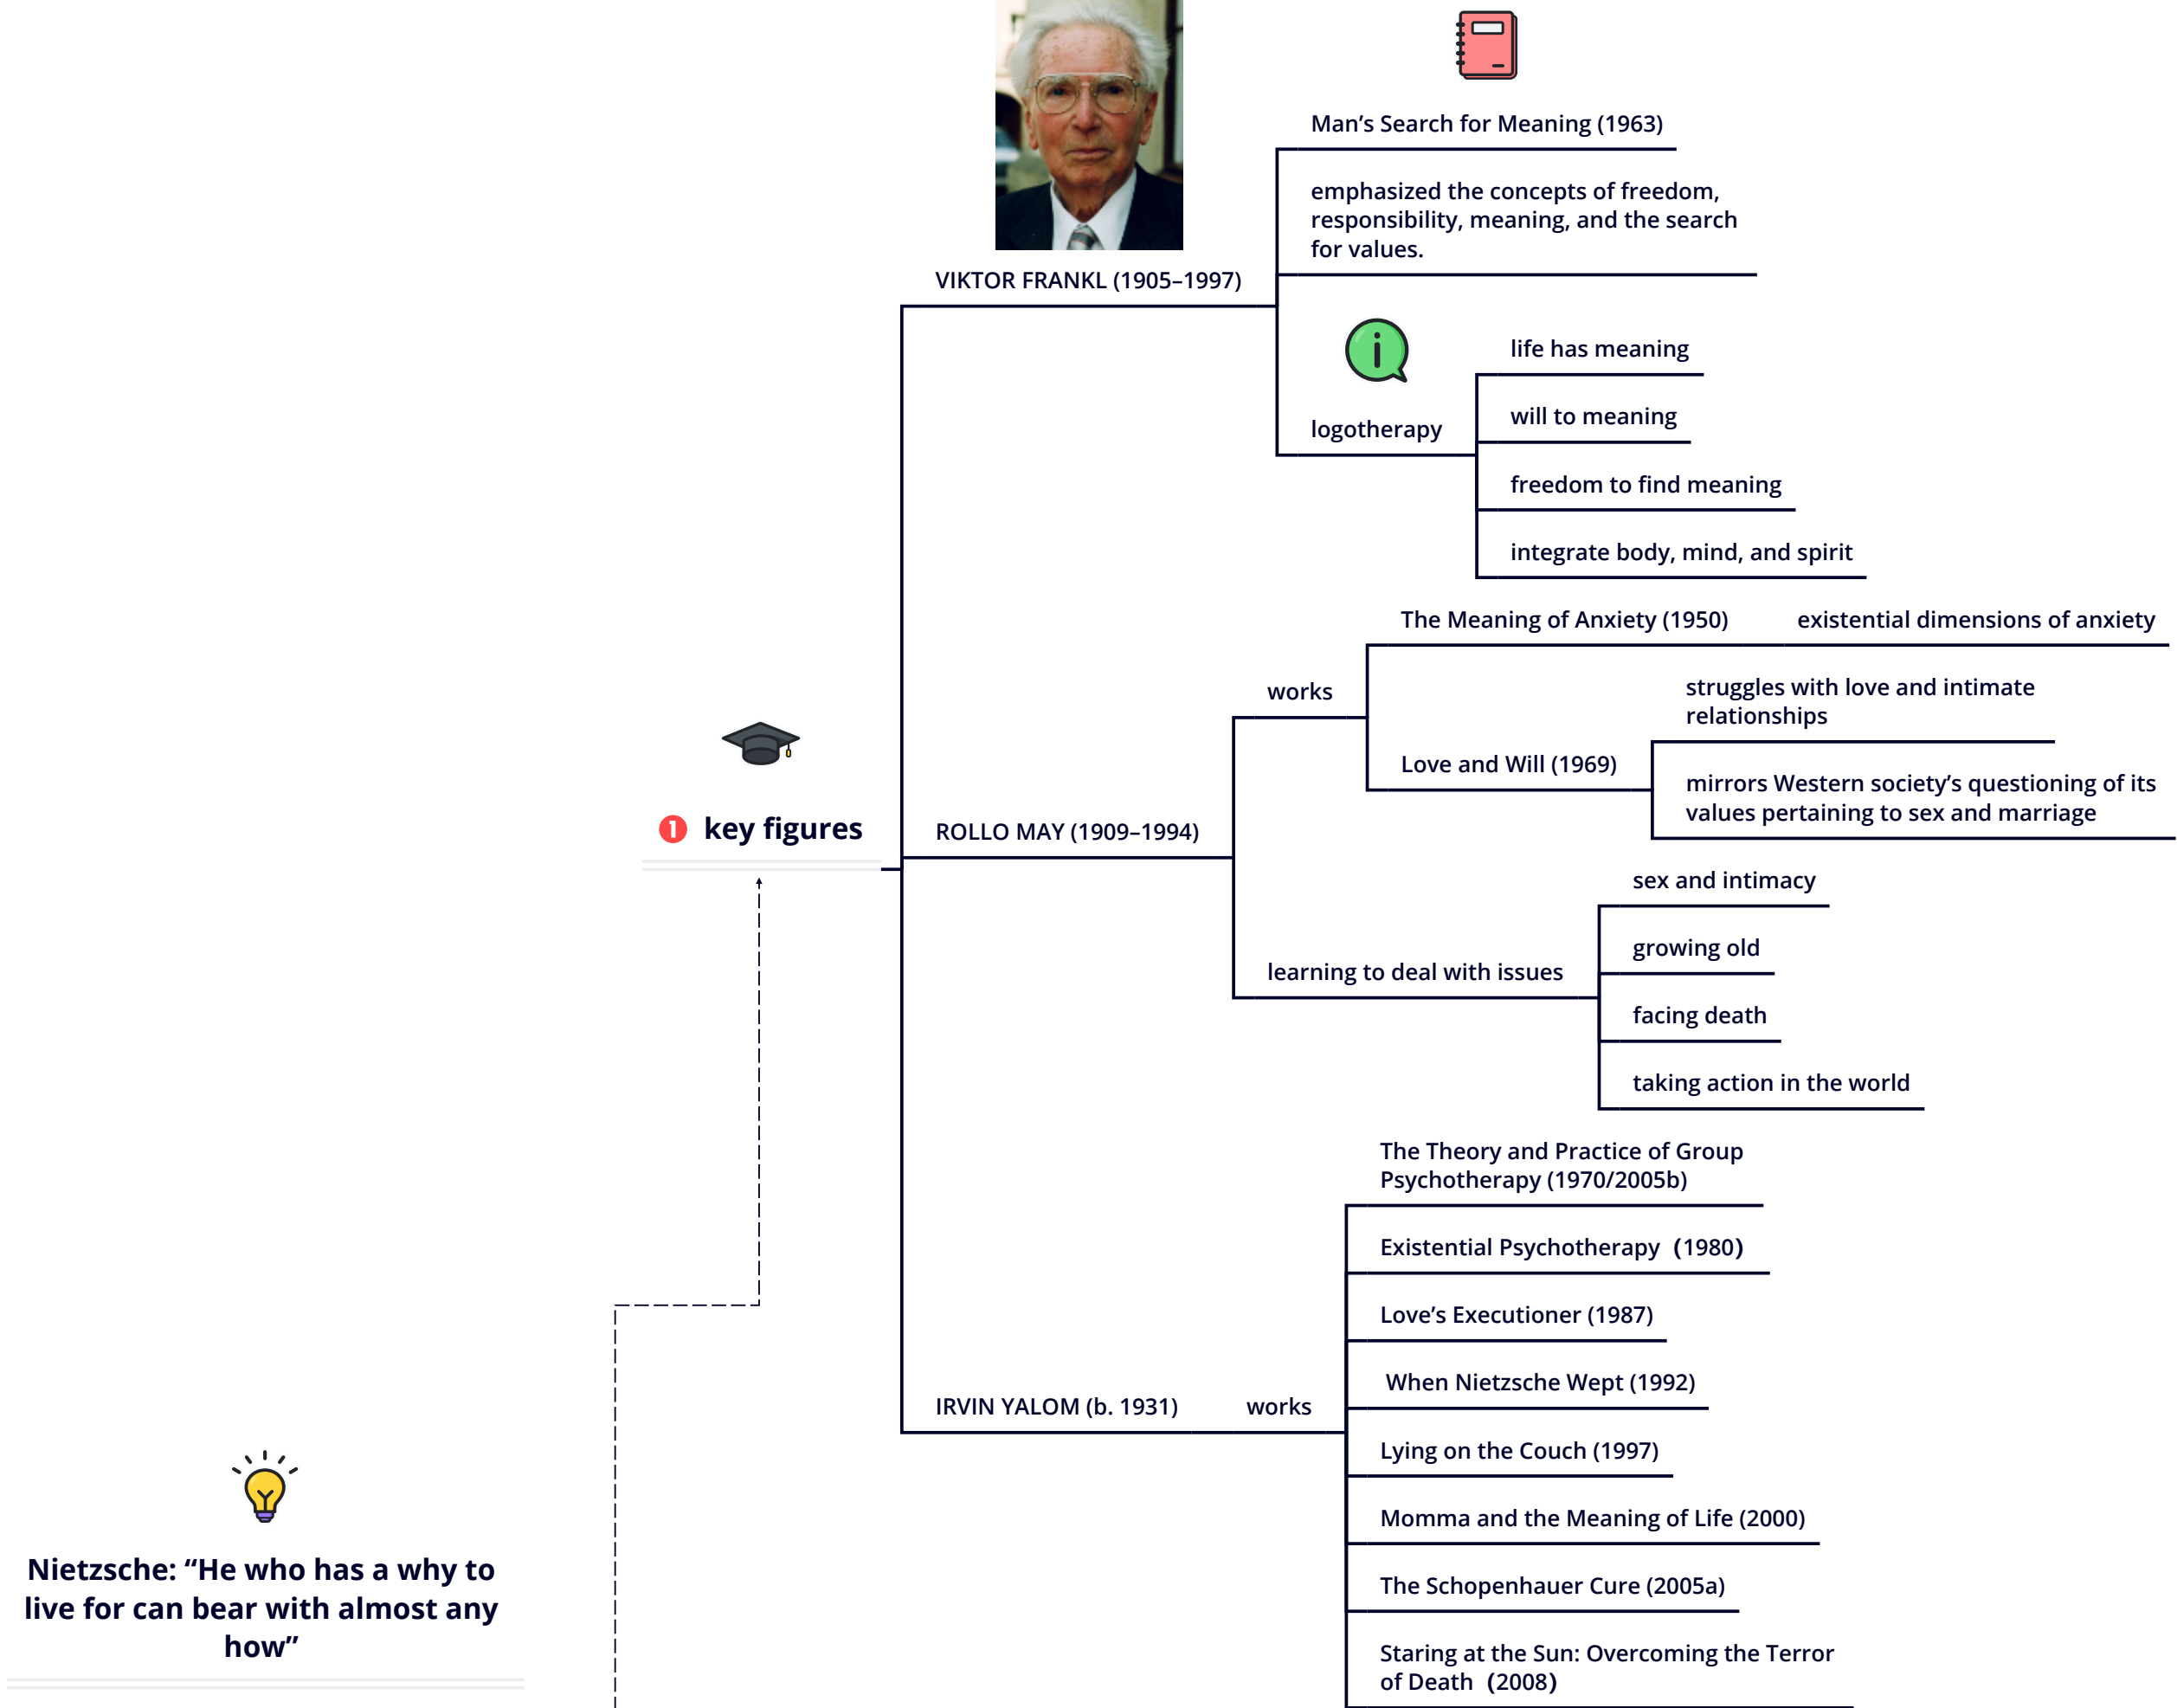 Man’s Search for Meaning (1963)
emphasized the concepts of freedom,
responsibility, meaning, and the search
for values.
VIKTOR FRANKL (1905–1997)
life has meaning
will to meaning
logotherapy
freedom to find meaning
integrate body, mind, and spirit
The Meaning of Anxiety (1950)
existential dimensions of anxiety
works
struggles with love and intimate
relationships
Love and Will (1969)
mirrors Western society’s questioning of its
values pertaining to sex and marriage
1 key figures
ROLLO MAY (1909–1994)
sex and intimacy
growing old
learning to deal with issues
facing death
taking action in the world
The Theory and Practice of Group
Psychotherapy (1970/2005b)
Existential Psychotherapy (1980)
Love’s Executioner (1987)
When Nietzsche Wept (1992)
IRVIN YALOM (b. 1931)
works
Lying on the Couch (1997)
Momma and the Meaning of Life (2000)
The Schopenhauer Cure (2005a)
Staring at the Sun: Overcoming the Terror
of Death (2008)
Nietzsche: “He who has a why to
live for can bear with almost any
how”